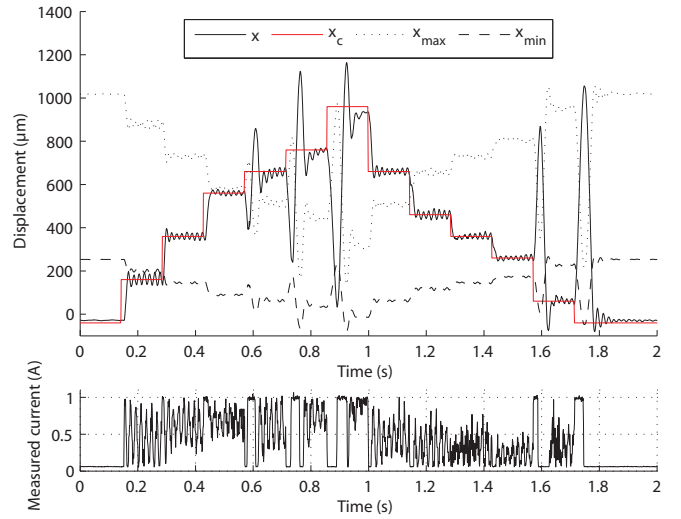 1400
1200
1000
800
600
400
200
0
Displacement (µm)
x x_c x_max x_min
0 0.2 0.4 0.6 0.8 1 1.2 1.4 1.6 1.8 2
Time (s)
1
0.5
0
Measured current (A)
0 0.2 0.4 0.6 0.8 1 1.2 1.4 1.6 1.8 2
Time (s)